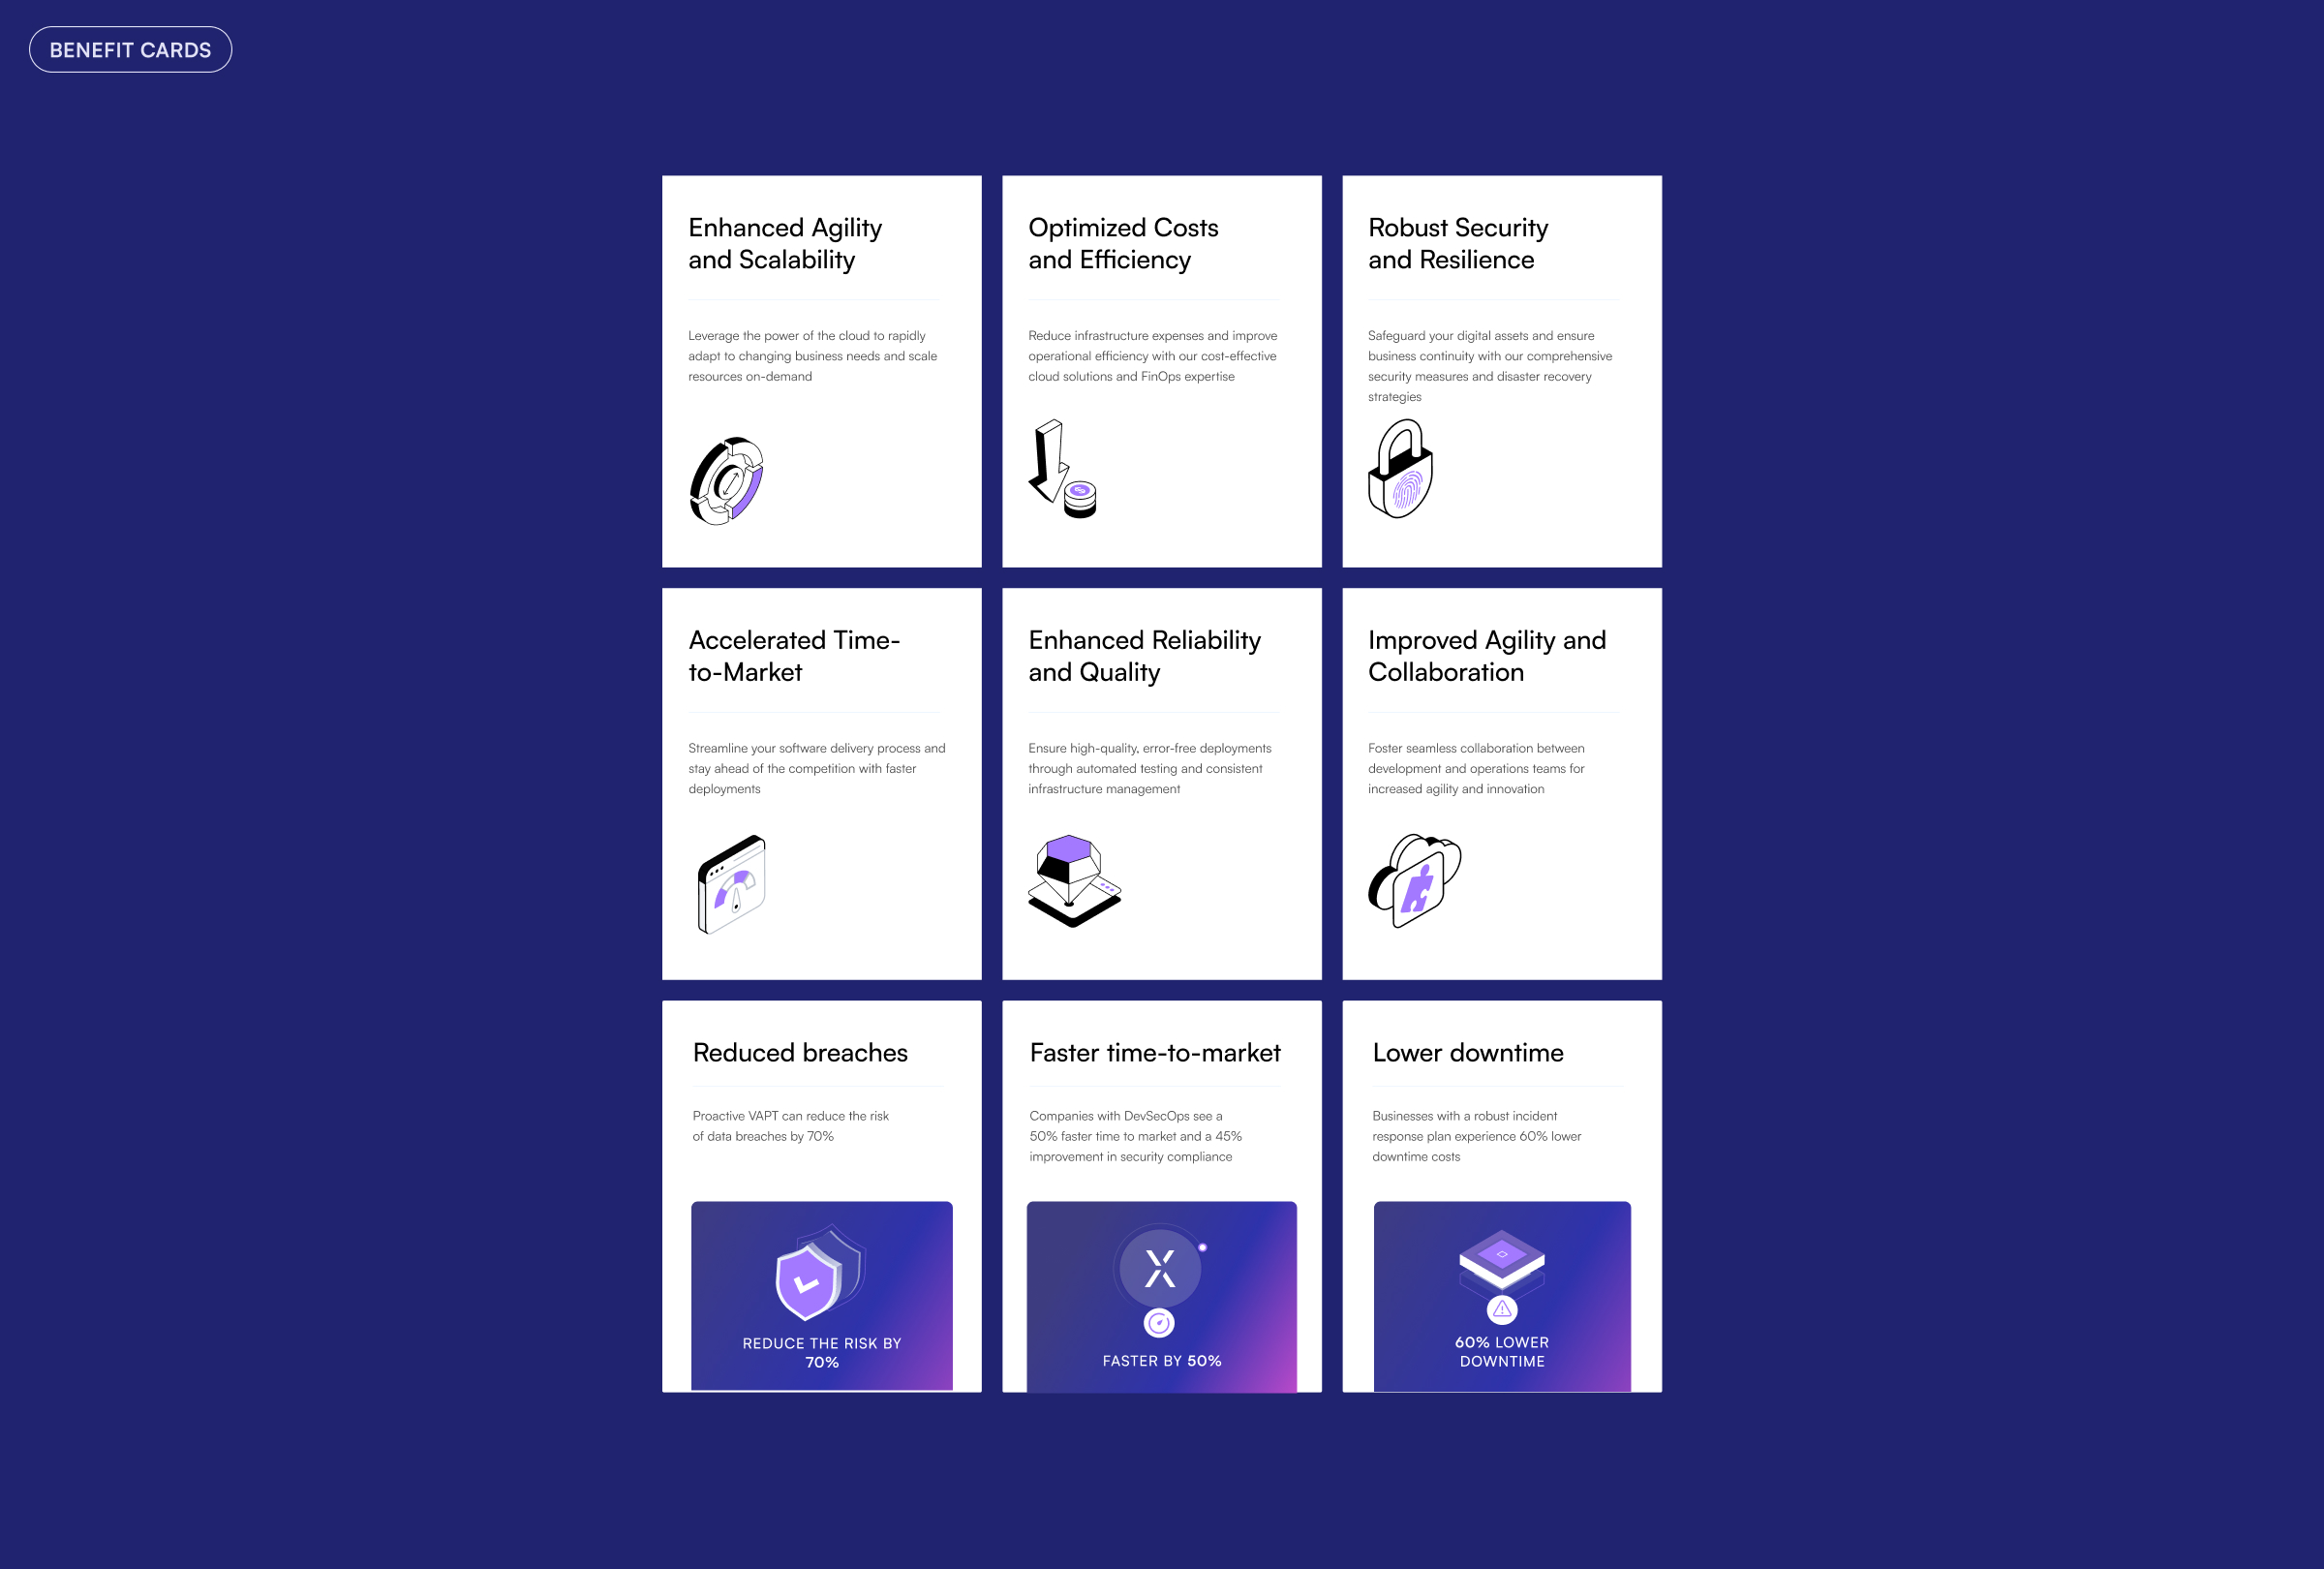 BENEFIT CARDS
Enhanced Agility
and Scalability
Leverage the power of the cloud to rapidly
adapt to changing business needs and scale
resources on-demand
Optimized Costs
and Efficiency
Reduce infrastructure expenses and improve
operational efficiency with our cost-effective
cloud solutions and FinOps expertise
Robust Security
and Resilience
Safeguard your digital assets and ensure
business continuity with our comprehensive
security measures and disaster recovery
strategies
Accelerated Time-
to-Market
Streamline your software delivery process and
stay ahead of the competition with faster
deployments
Enhanced Reliability
and Quality
Ensure high-quality, error-free deployments
through automated testing and consistent
infrastructure management
Improved Agility and
Collaboration
Foster seamless collaboration between
development and operations teams for
increased agility and innovation
Reduced breaches
Proactive VAPT can reduce the risk
of data breaches by 70%
REDUCE THE RISK BY
70%
Faster time-to-market
Companies with DevSecOps see a
50% faster time to market and a 45%
improvement in security compliance
FASTER BY 50%
Lower downtime
Businesses with a robust incident
response plan experience 60% lower
downtime costs
60% LOWER
DOWNTIME